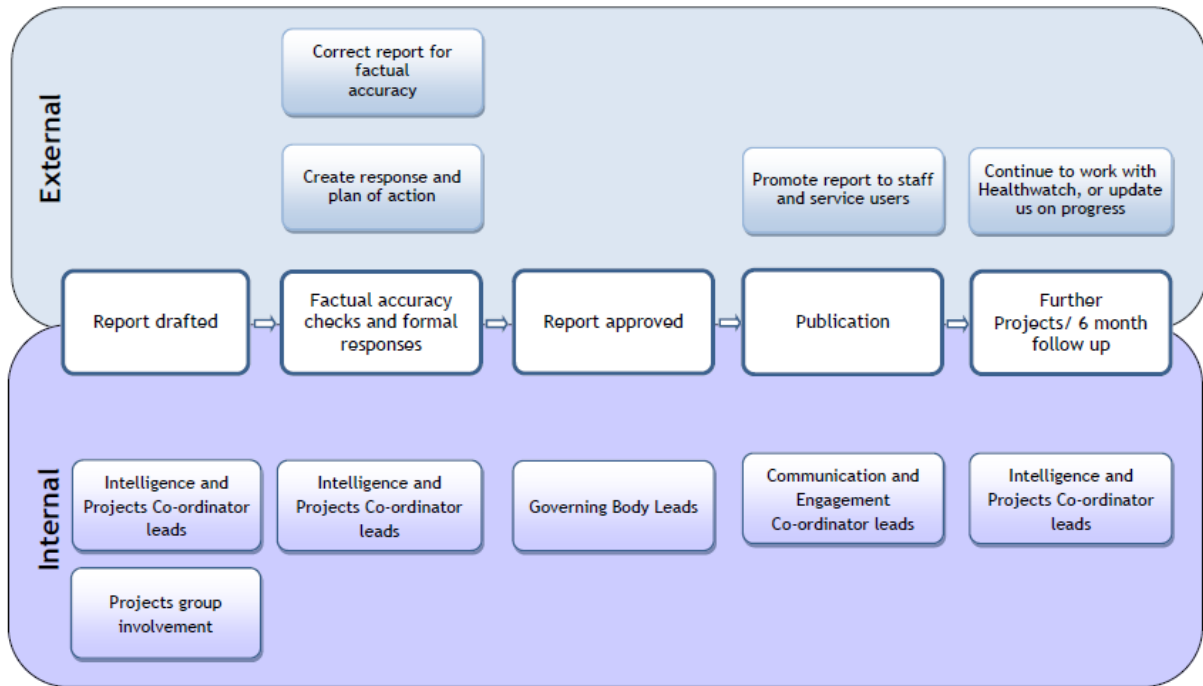 External
Correct report for
factual
accuracy
Create response and
plan of action
Promote report to staff
and service users
Continue to work with
Healthwatch, or update
us on progress
Report drafted
Factual accuracy
checks and formal
responses
Report approved
Publication
Further
Projects/ 6 month
follow up
Internal
Intelligence and
Projects Co-ordinator
leads
Intelligence and
Projects Co-ordinator
leads
Governing Body Leads
Communication and
Engagement
Co-ordinator leads
Intelligence and
Projects Co-ordinator
leads
Projects group
involvement